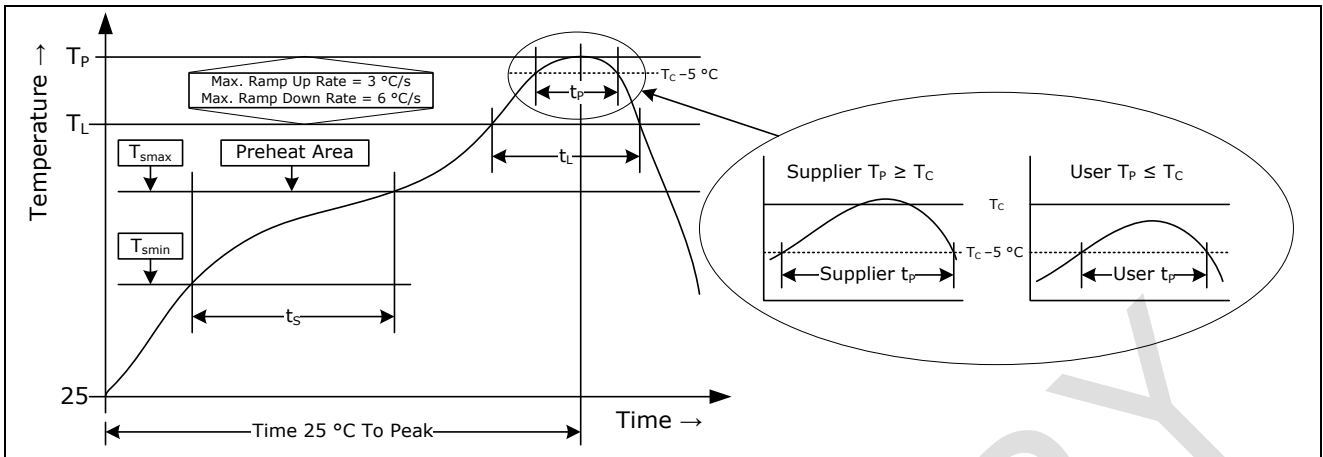 Temperature →
T_P
Max. Ramp Up Rate = 3 °C/s
Max. Ramp Down Rate = 6 °C/s
T_C –5 °C
t_P
T_L
t_L
T_smax
Preheat Area
T_smin
t_S
25
Time →
Time 25 °C To Peak
Supplier T_P ≥ T_C
User T_P ≤ T_C
T_C
T_C –5 °C
Supplier t_P
User t_P